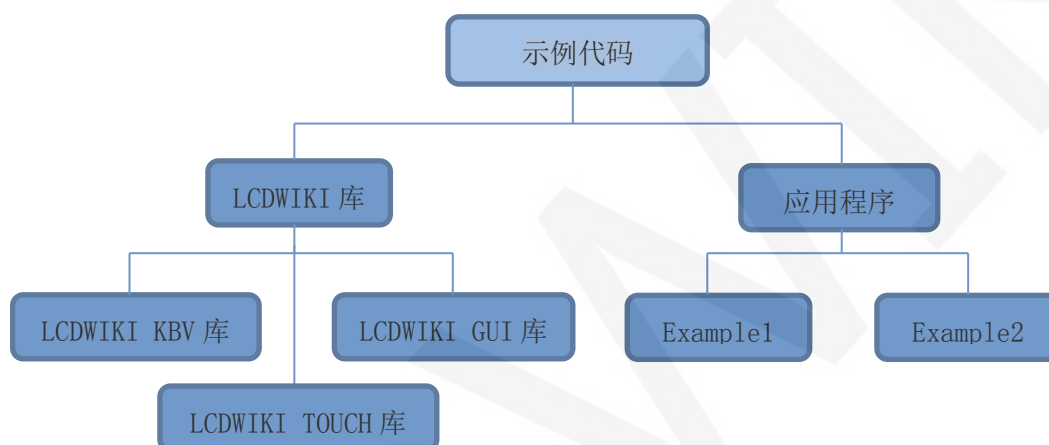 示例代码
LCDWIKI 库
应用程序
LCDWIKI KBV 库
LCDWIKI GUI 库
Example1
Example2
LCDWIKI TOUCH 库